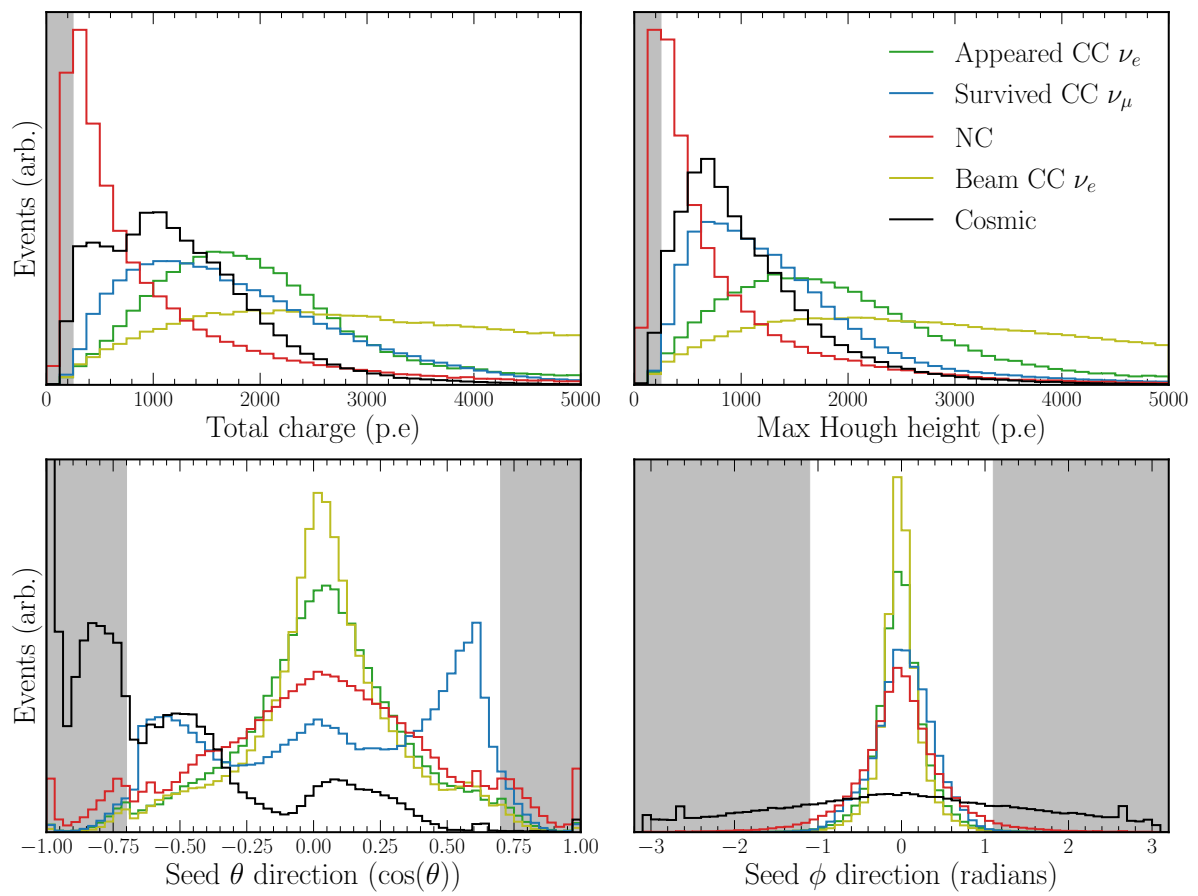 Events (arb.)
0 1000 2000 3000 4000 5000
Total charge (p.e)
Appeared CC νₑ
Survived CC ν_μ
NC
Beam CC νₑ
Cosmic
0 1000 2000 3000 4000 5000
Max Hough height (p.e)
Events (arb.)
−1.00 −0.75 −0.50 −0.25 0.00 0.25 0.50 0.75 1.00
Seed θ direction (cos(θ))
−3 −2 −1 0 1 2 3
Seed ϕ direction (radians)